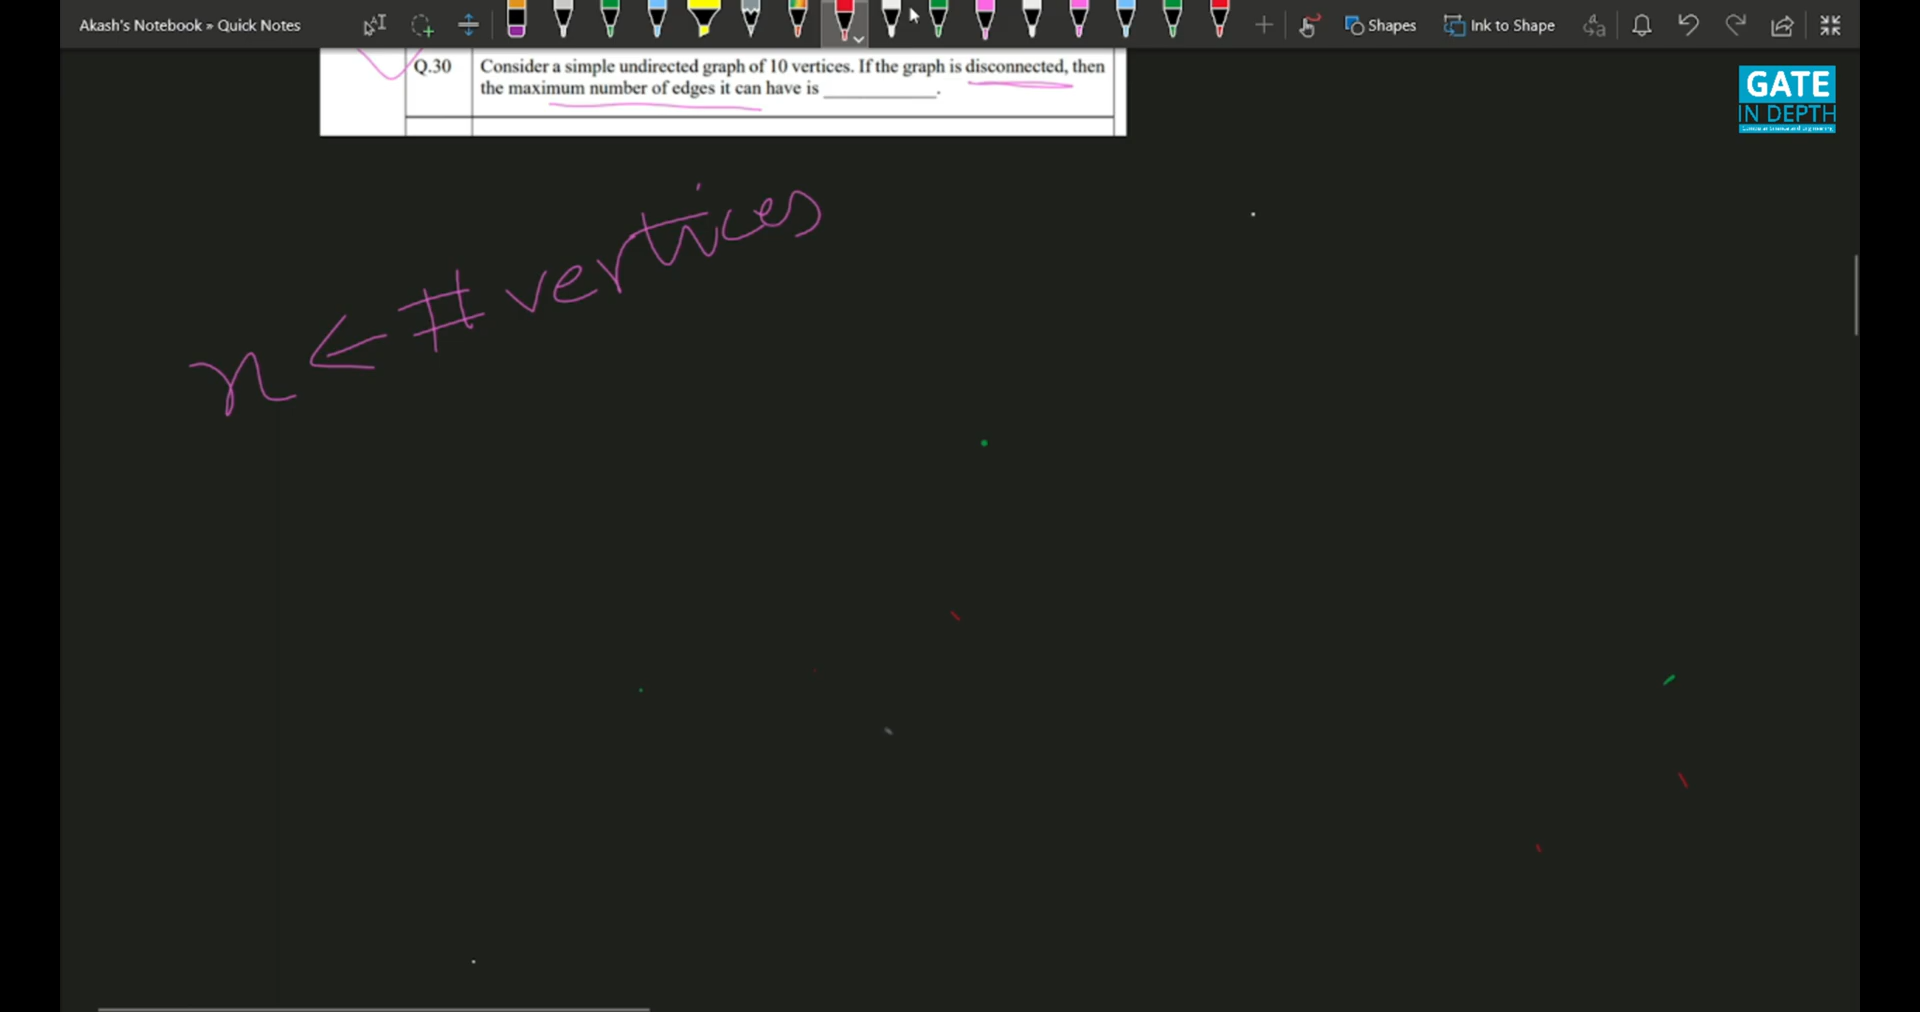 Akash's Notebook » Quick Notes
Shapes
Ink to Shape
GATE
IN DEPTH
Q.30
Consider a simple undirected graph of 10 vertices. If the graph is disconnected, then
the maximum number of edges it can have is ____________.
n ← # vertices